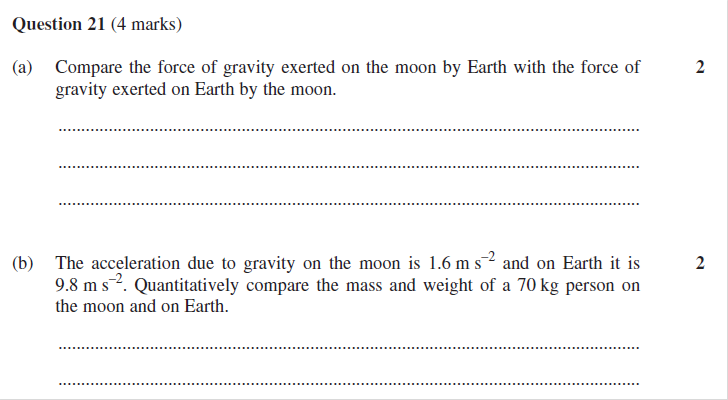 Question 21 (4 marks)
(a) Compare the force of gravity exerted on the moon by Earth with the force of 2
gravity exerted on Earth by the moon.
(b) The acceleration due to gravity on the moon is 1.6 m s⁻² and on Earth it is 2
9.8 m s⁻². Quantitatively compare the mass and weight of a 70 kg person on
the moon and on Earth.